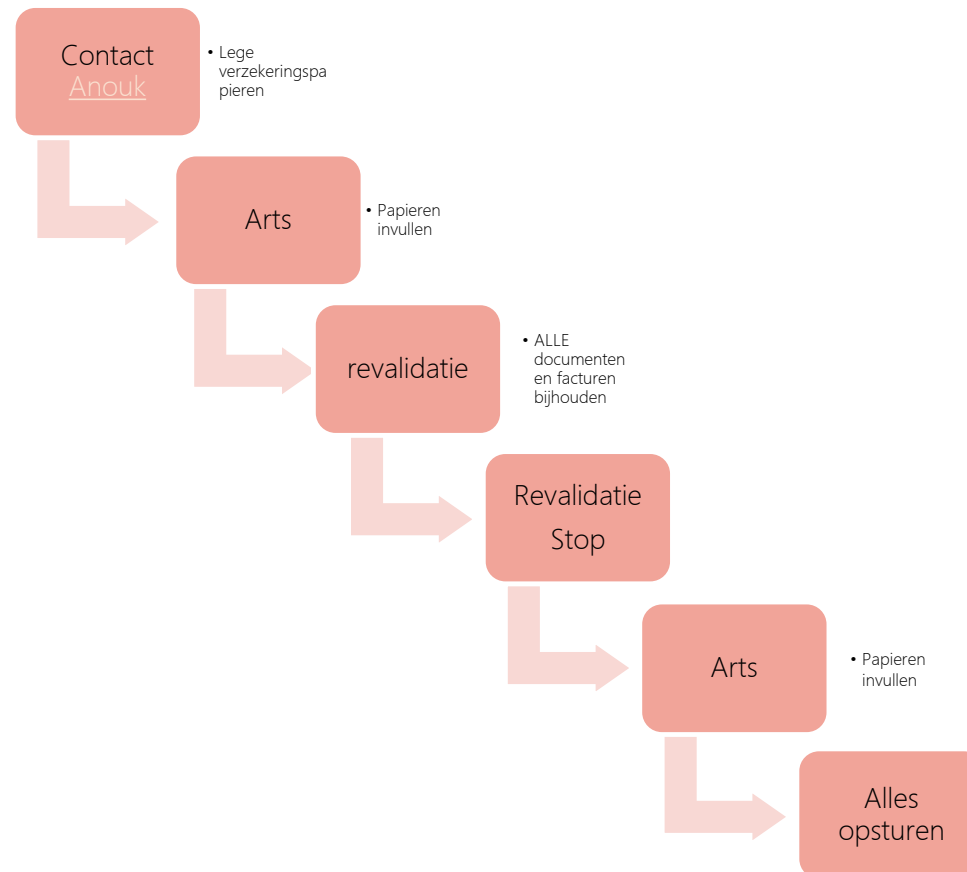 Contact
Anouk
• Lege
verzekeringspa
pieren
Arts
• Papieren
invullen
revalidatie
• ALLE
documenten
en facturen
bijhouden
Revalidatie
Stop
Arts
• Papieren
invullen
Alles
opsturen